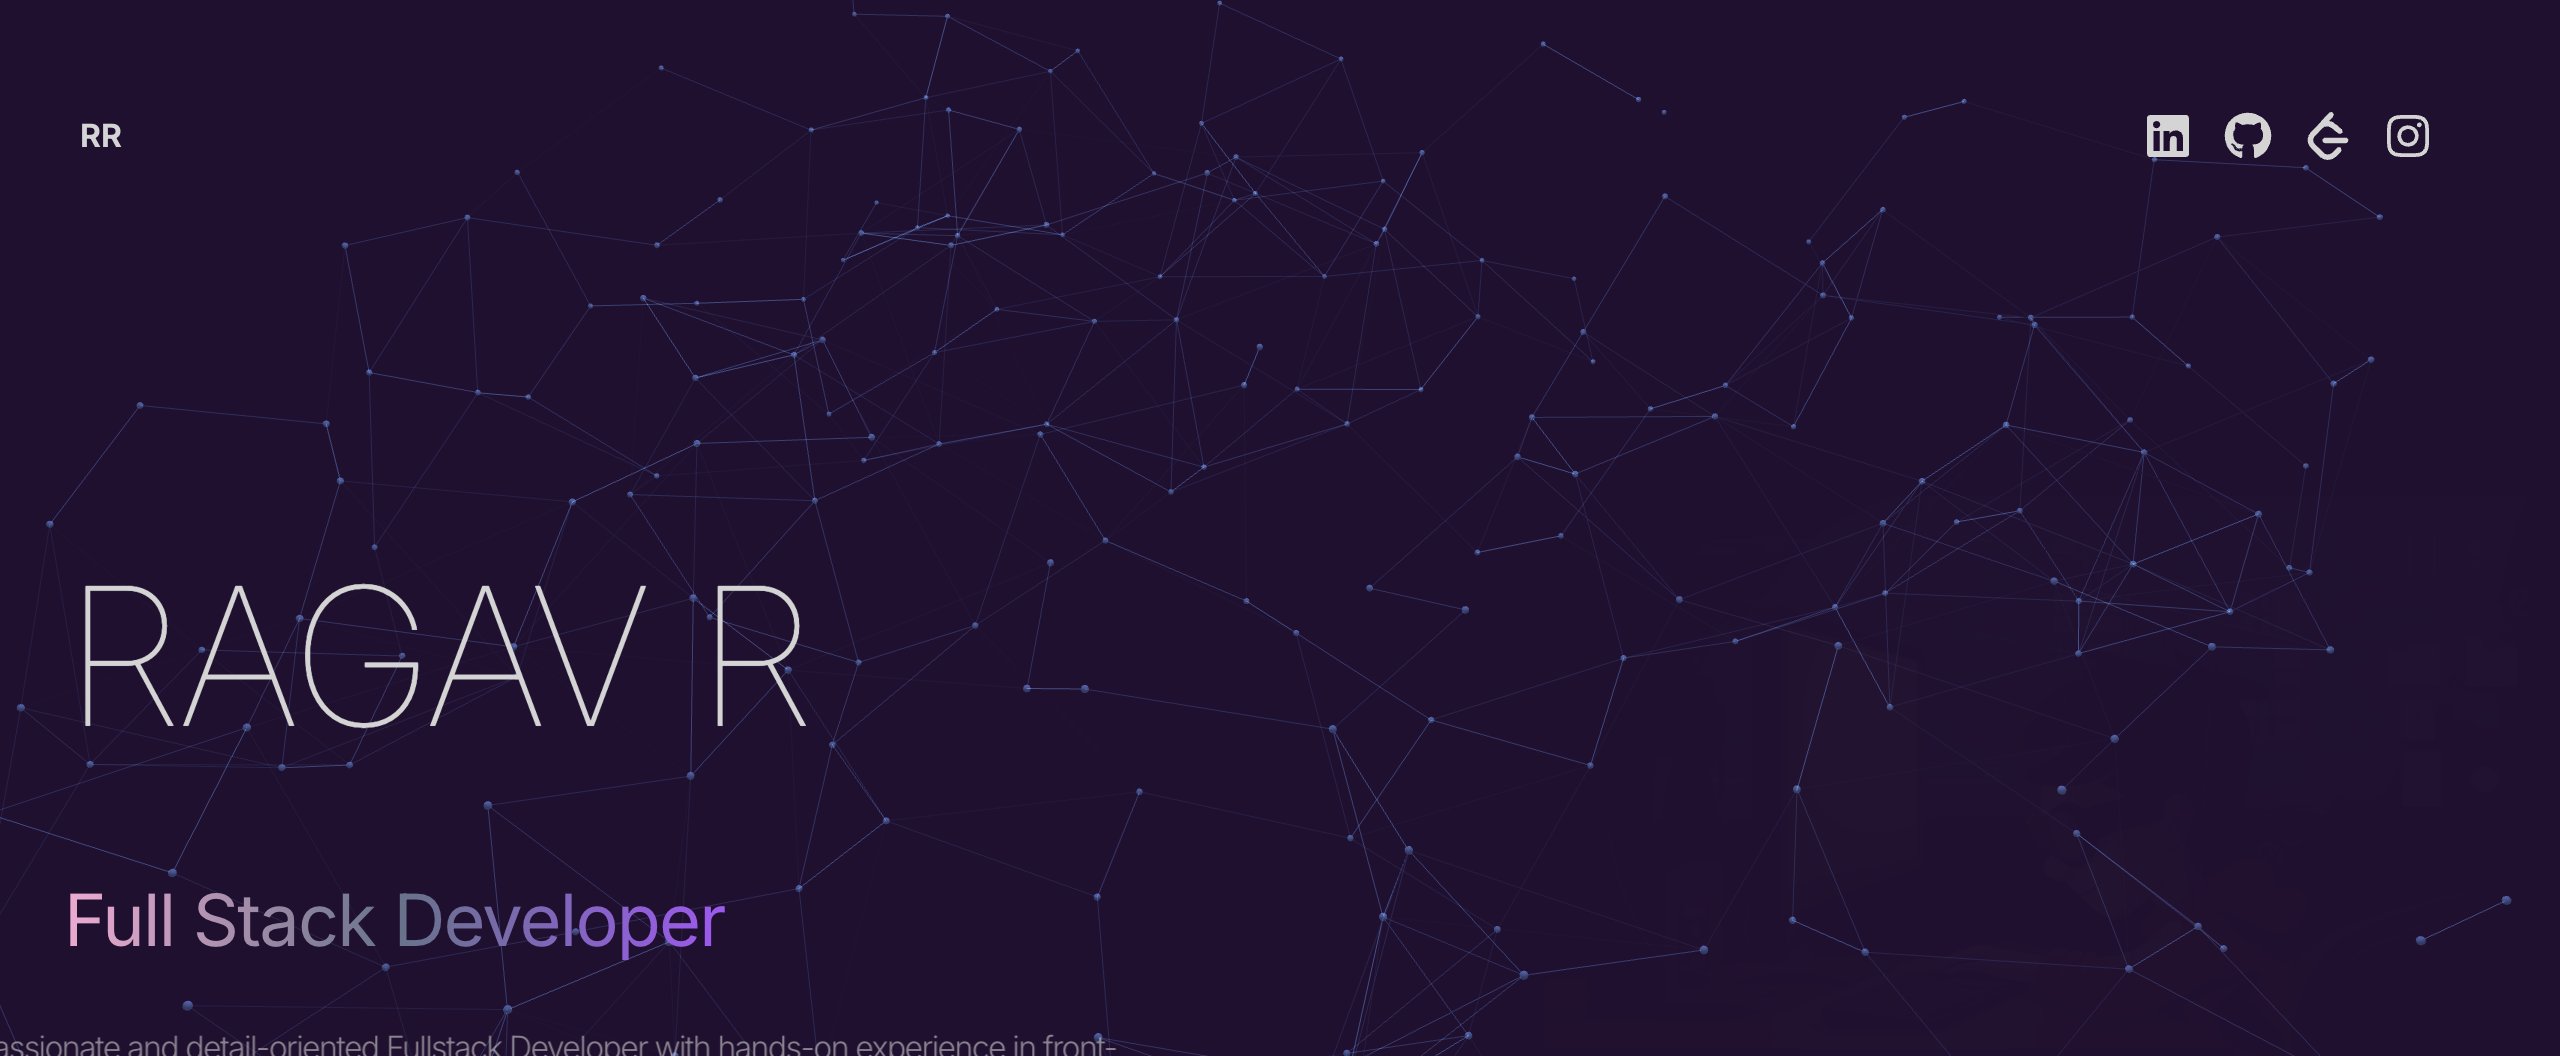 RR
RAGAV R
Full Stack Developer
assionate and detail-oriented Fullstack Developer with hands-on experience in front-